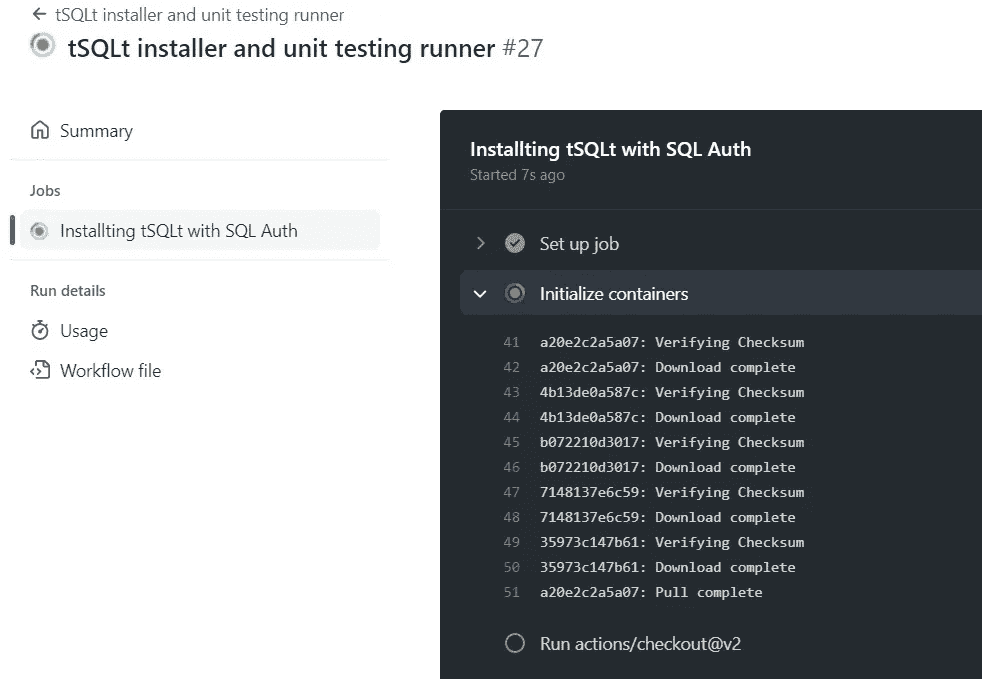 ← tSQLt installer and unit testing runner
tSQLt installer and unit testing runner #27
Summary
Jobs
Installting tSQLt with SQL Auth
Run details
Usage
Workflow file
Installting tSQLt with SQL Auth
Started 7s ago
Set up job
Initialize containers
41 a20e2c2a5a07: Verifying Checksum
42 a20e2c2a5a07: Download complete
43 4b13de0a587c: Verifying Checksum
44 4b13de0a587c: Download complete
45 b072210d3017: Verifying Checksum
46 b072210d3017: Download complete
47 7148137e6c59: Verifying Checksum
48 7148137e6c59: Download complete
49 35973c147b61: Verifying Checksum
50 35973c147b61: Download complete
51 a20e2c2a5a07: Pull complete
Run actions/checkout@v2